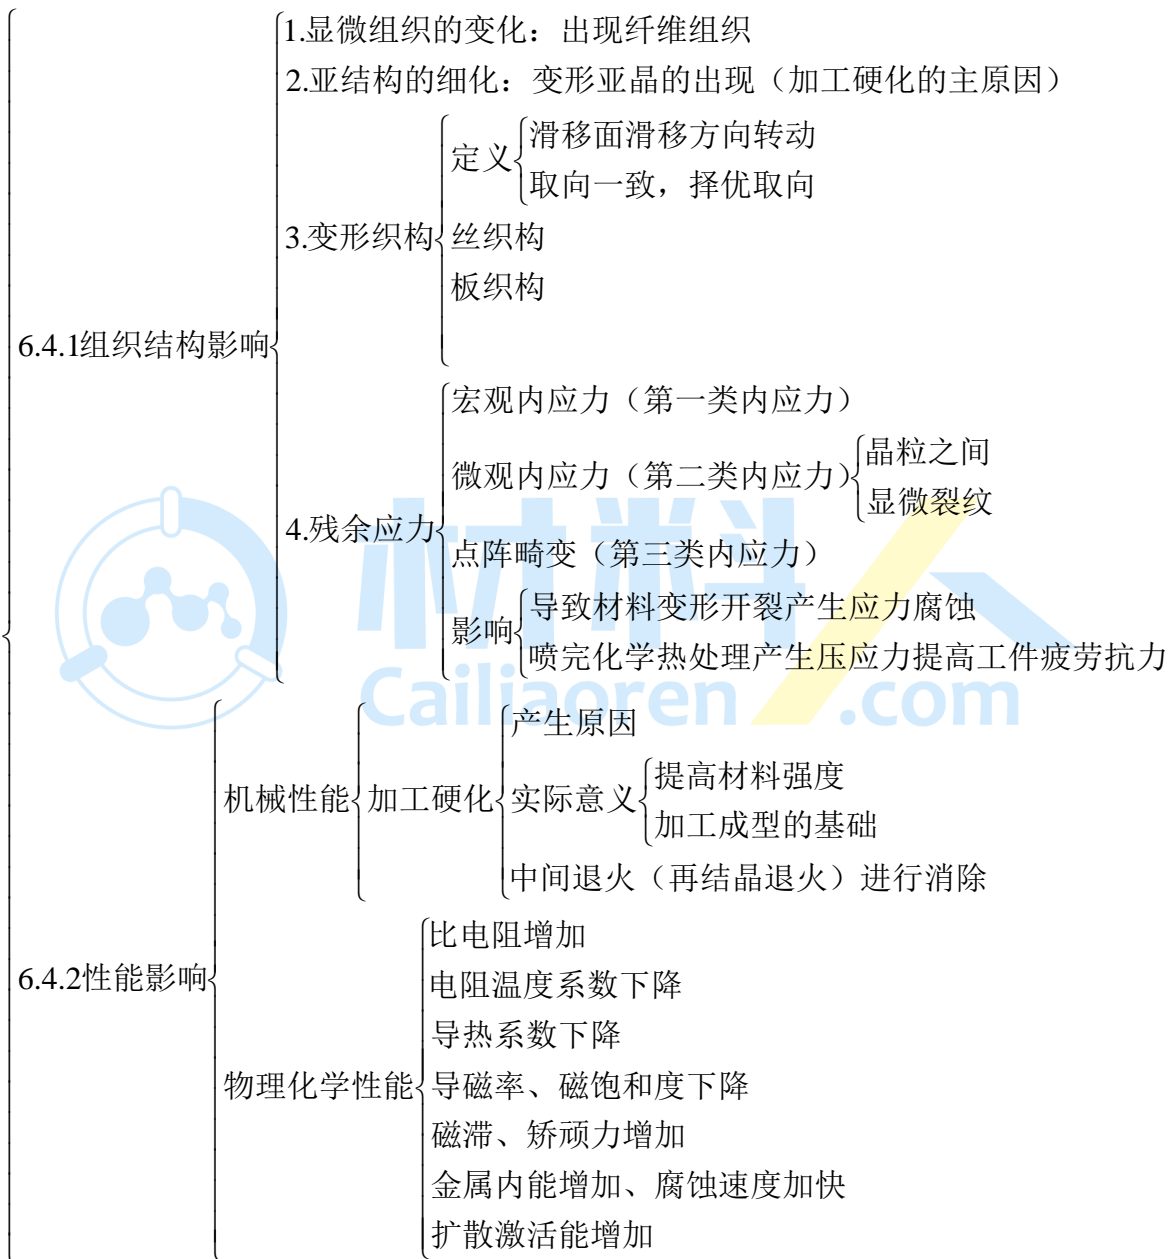 1.显微组织的变化：出现纤维组织
2.亚结构的细化：变形亚晶的出现（加工硬化的主原因）
定义
滑移面滑移方向转动
取向一致，择优取向
3.变形织构
丝织构
板织构
6.4.1组织结构影响
宏观内应力（第一类内应力）
微观内应力（第二类内应力）
晶粒之间
显微裂纹
4.残余应力
点阵畸变（第三类内应力）
影响
导致材料变形开裂产生应力腐蚀
喷完化学热处理产生压应力提高工件疲劳抗力
材料人
Cailiaoren.com
产生原因
机械性能
加工硬化
实际意义
提高材料强度
加工成型的基础
中间退火（再结晶退火）进行消除
6.4.2性能影响
比电阻增加
电阻温度系数下降
导热系数下降
物理化学性能
导磁率、磁饱和度下降
磁滞、矫顽力增加
金属内能增加、腐蚀速度加快
扩散激活能增加